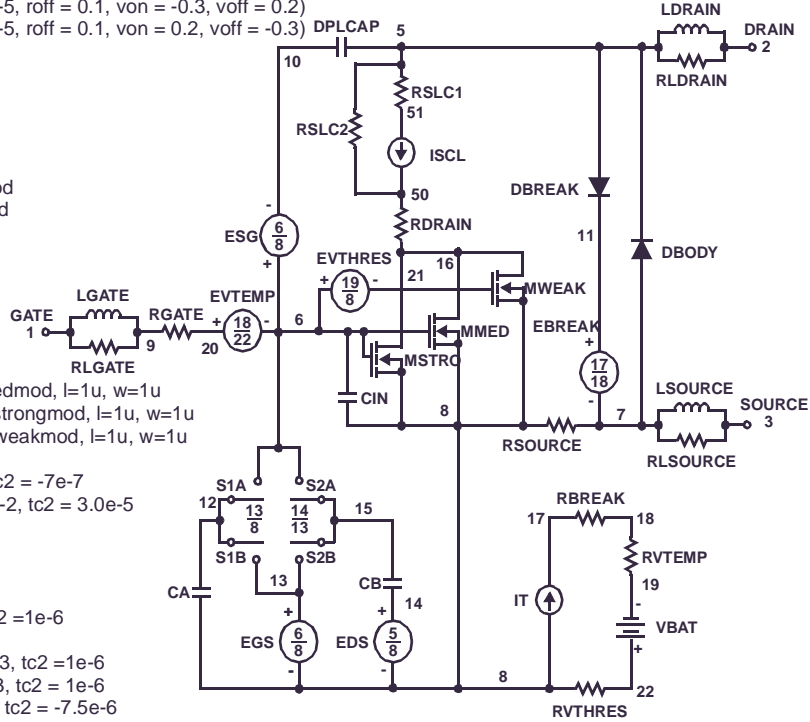 -5, roff = 0.1, von = -0.3, voff = 0.2)
-5, roff = 0.1, von = 0.2, voff = -0.3)
DPLCAP
5
LDRAIN
DRAIN
2
RLDRAIN
10
RSLC1
51
RSLC2
ISCL
od
d
50
DBREAK
RDRAIN
ESG
6
8
-
+
11
DBODY
EVTHRES
16
21
+
19
8
-
MWEAK
LGATE
EVTEMP
GATE
1
RGATE
+
18
22
-
6
EBREAK
+
MMED
9
20
RLGATE
MSTRO
17
18
-
edmod, l=1u, w=1u
strongmod, l=1u, w=1u
weakmod, l=1u, w=1u
CIN
8
LSOURCE
7
SOURCE
3
RSOURCE
RLSOURCE
c2 = -7e-7
-2, tc2 = 3.0e-5
S1A
S2A
12
13
8
14
13
15
RBREAK
17
18
S1B
S2B
RVTEMP
13
CA
CB
19
IT
14
-
VBAT
+
2 =1e-6
+
EGS
6
8
-
+
EDS
5
8
-
3, tc2 =1e-6
3, tc2 = 1e-6
tc2 = -7.5e-6
8
22
RVTHRES